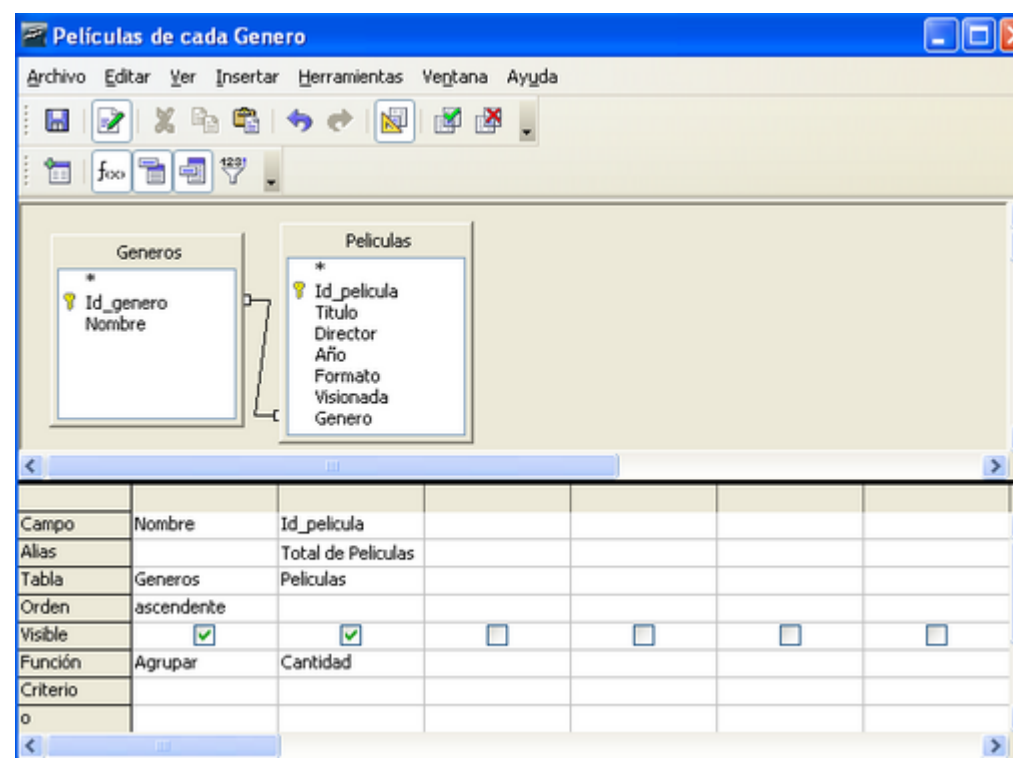 Películas de cada Genero
Archivo Editar Ver Insertar Herramientas Ventana Ayuda
f(x) 123!
Generos
*
Id_genero
Nombre
Peliculas
*
Id_pelicula
Titulo
Director
Año
Formato
Visionada
Genero
Campo Nombre Id_pelicula
Alias Total de Peliculas
Tabla Generos Peliculas
Orden ascendente
Visible
Función Agrupar Cantidad
Criterio
o